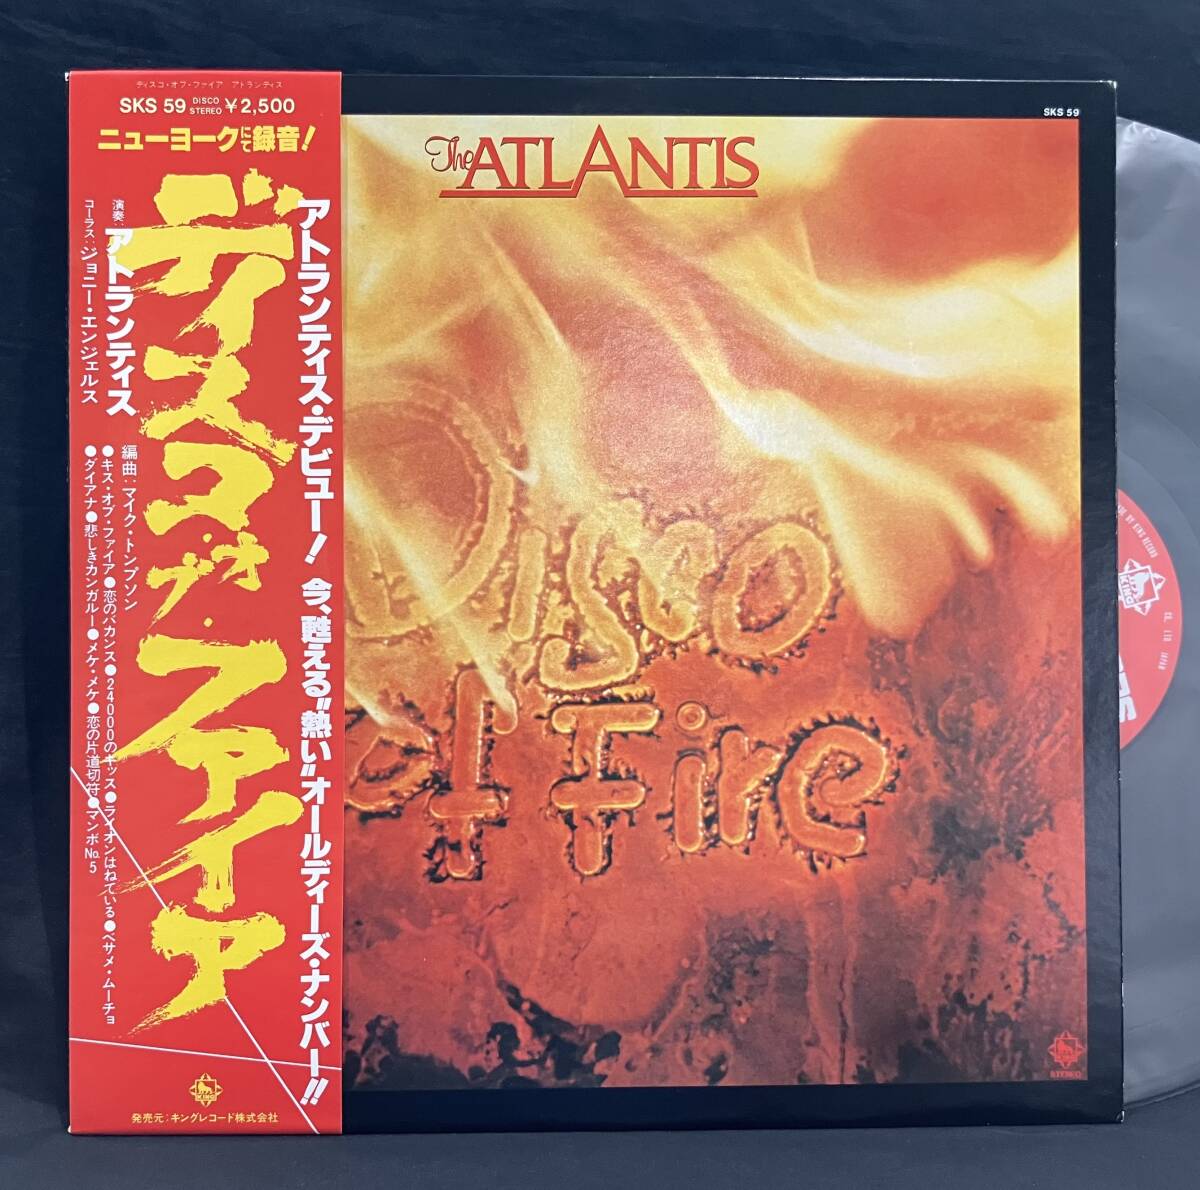 ディスコ・オブ・ファイア アトランティス
SKS 59 DISCO STEREO ¥2,500
ニューヨークにて録音!
アトランティス・デビュー! 今、甦える"熱い"オールディーズ・ナンバー!!
ディスコ・オブ・ファイア
演奏:アトランティス
コーラス:ジョニー・エンジェルス
編曲:マイク・トンプソン
●キス・オブ・ファイア●恋のバカンス●24000のキッス●ライオンはねている●ベサメ・ムーチョ
●ダイアナ●悲しきカンガルー●メケ・メケ●恋の片道切符●マンボNo.5
KING
発売元:キングレコード株式会社
SKS 59
The ATLANTIS
Disco
of Fire
KING
STEREO
BY KING RECORD
CO. LTD JAPAN
KING